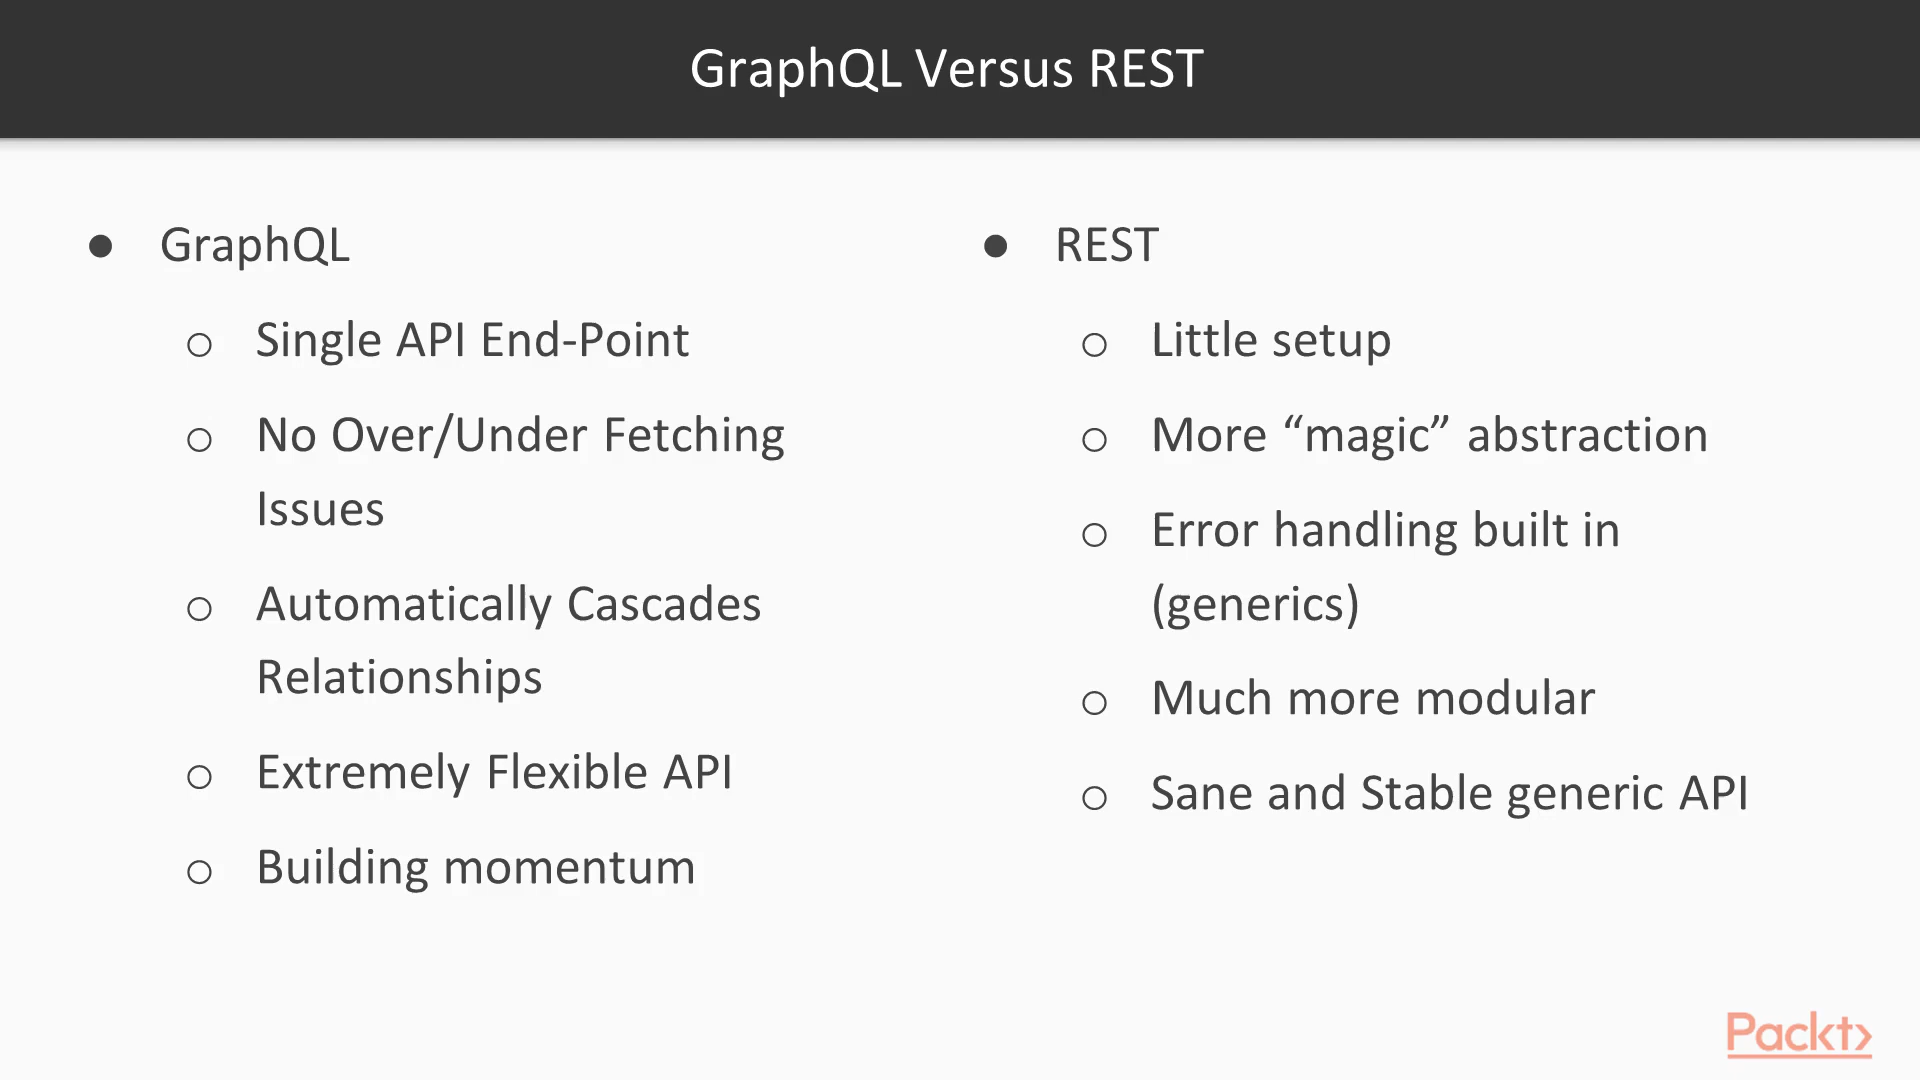 GraphQL Versus REST
● GraphQL
○ Single API End-Point
○ No Over/Under Fetching
Issues
○ Automatically Cascades
Relationships
○ Extremely Flexible API
○ Building momentum
● REST
○ Little setup
○ More “magic” abstraction
○ Error handling built in
(generics)
○ Much more modular
○ Sane and Stable generic API
Packt>